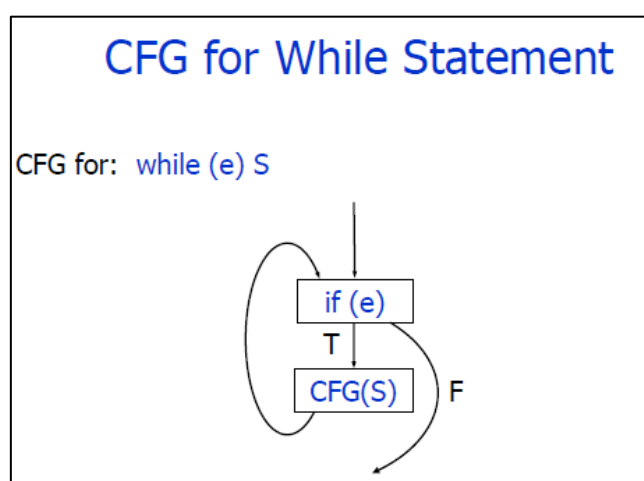 CFG for While Statement
CFG for: while (e) S
if (e)
T
CFG(S)
F